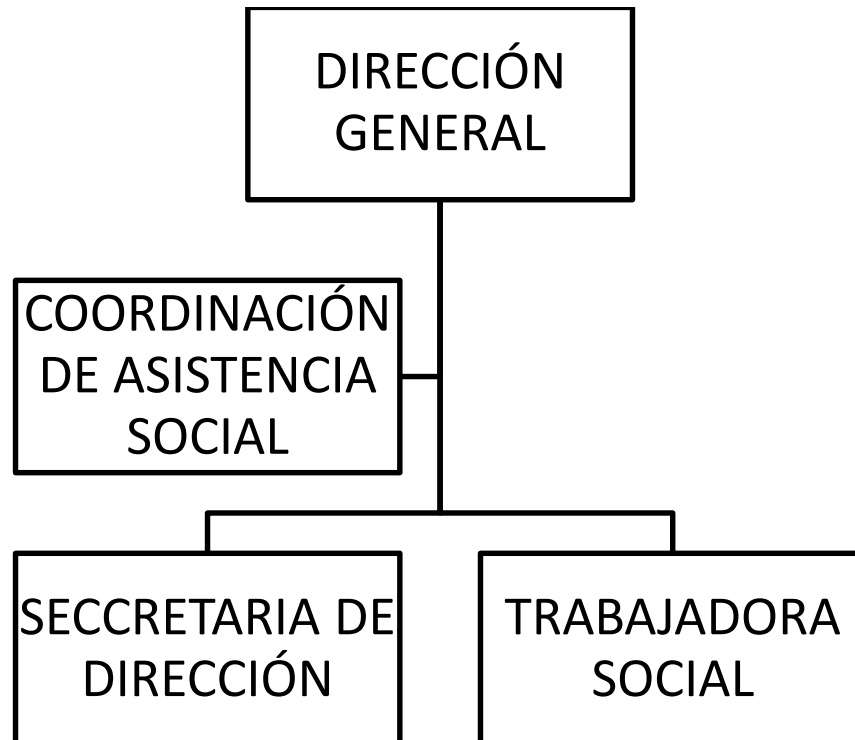 DIRECCIÓN
GENERAL
COORDINACIÓN
DE ASISTENCIA
SOCIAL
SECCRETARIA DE
DIRECCIÓN
TRABAJADORA
SOCIAL